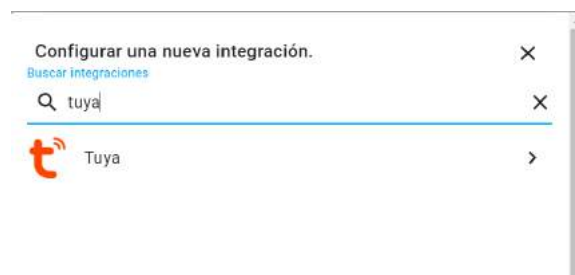 Configurar una nueva integración.
Buscar integraciones
tuya
Tuya